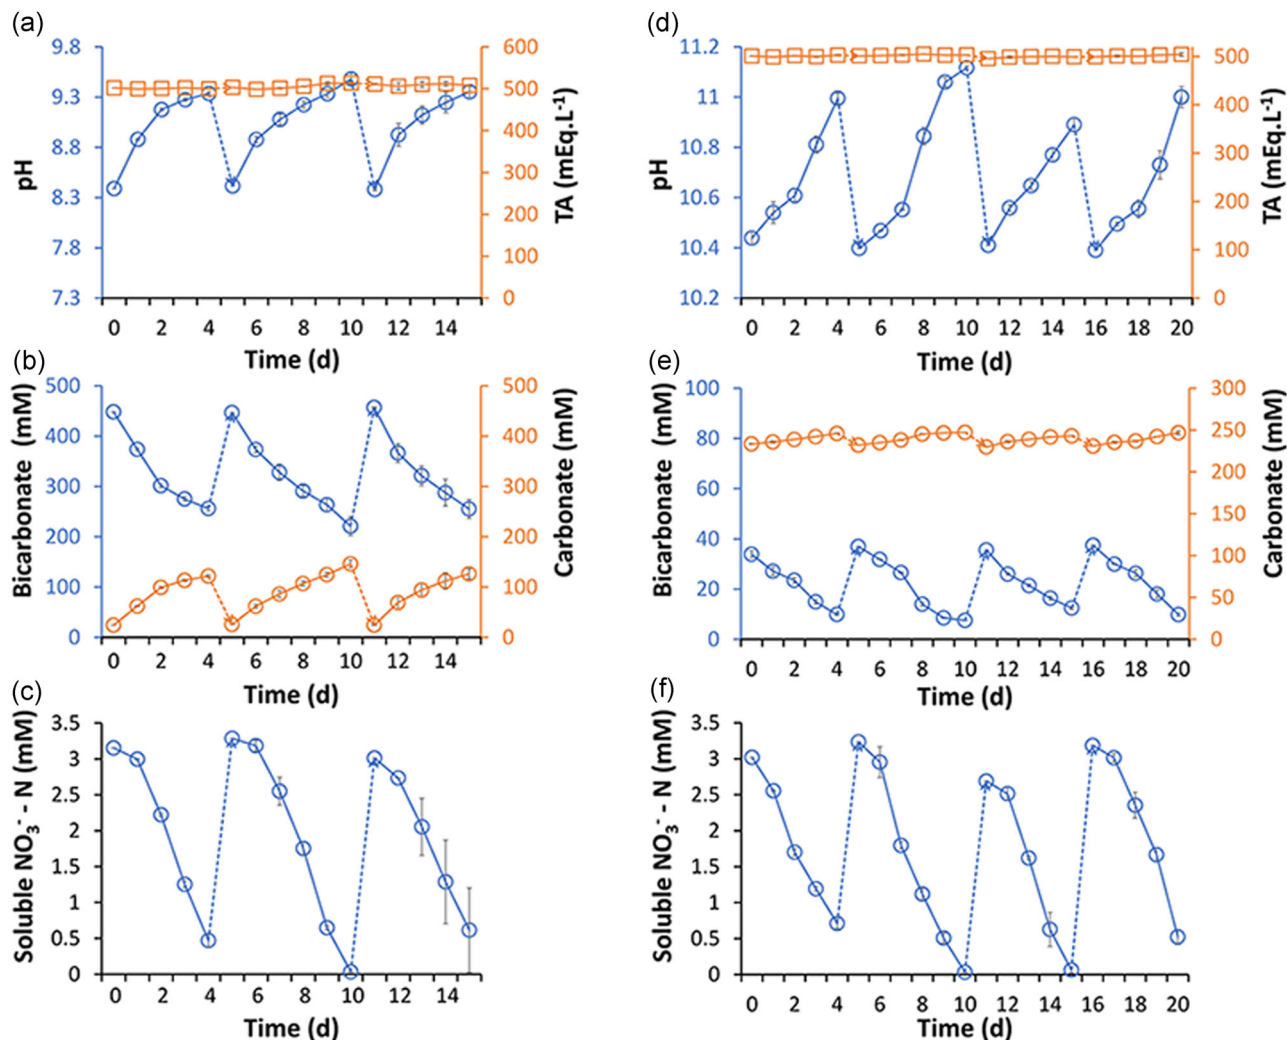 (a)
9.8
9.3
8.8
8.3
7.8
7.3
pH
600
500
400
300
200
100
0
TA (mEq.L-1)
0 2 4 6 8 10 12 14
Time (d)
(d)
11.2
11
10.8
10.6
10.4
10.2
pH
500
400
300
200
100
0
TA (mEq.L-1)
0 2 4 6 8 10 12 14 16 18 20
Time (d)
(b)
500
400
300
200
100
0
Bicarbonate (mM)
500
400
300
200
100
0
Carbonate (mM)
0 2 4 6 8 10 12 14
Time (d)
(e)
100
80
60
40
20
0
Bicarbonate (mM)
300
250
200
150
100
50
0
Carbonate (mM)
0 2 4 6 8 10 12 14 16 18 20
Time (d)
(c)
3.5
3
2.5
2
1.5
1
0.5
0
Soluble NO3- - N (mM)
0 2 4 6 8 10 12 14
Time (d)
(f)
3.5
3
2.5
2
1.5
1
0.5
0
Soluble NO3- - N (mM)
0 2 4 6 8 10 12 14 16 18 20
Time (d)